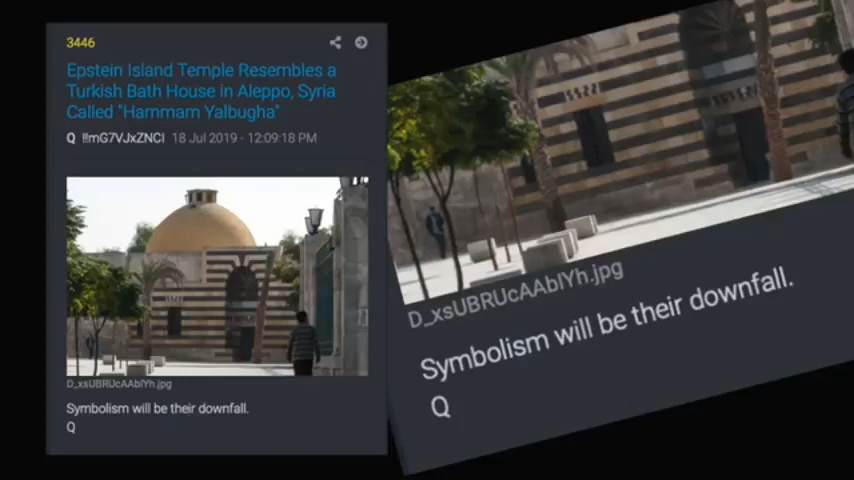 3446
Epstein Island Temple Resembles a
Turkish Bath House in Aleppo, Syria
Called "Hammam Yalbugha"
Q !!mG7VJxZNCI 18 Jul 2019 - 12:09:18 PM
D_xsUBRUcAAblYh.jpg
Symbolism will be their downfall.
Q
D_xsUBRUcAAblYh.jpg
Symbolism will be their downfall.
Q